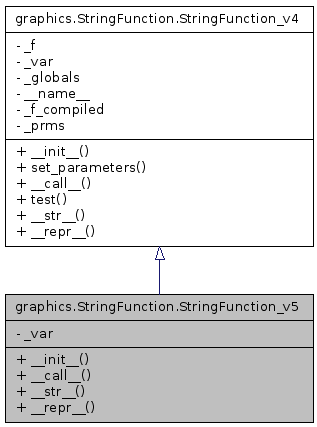 graphics.StringFunction.StringFunction_v4
- _f
- _var
- _globals
- __name__
- _f_compiled
- _prms
+ __init__()
+ set_parameters()
+ __call__()
+ test()
+ __str__()
+ __repr__()
graphics.StringFunction.StringFunction_v5
- _var
+ __init__()
+ __call__()
+ __str__()
+ __repr__()